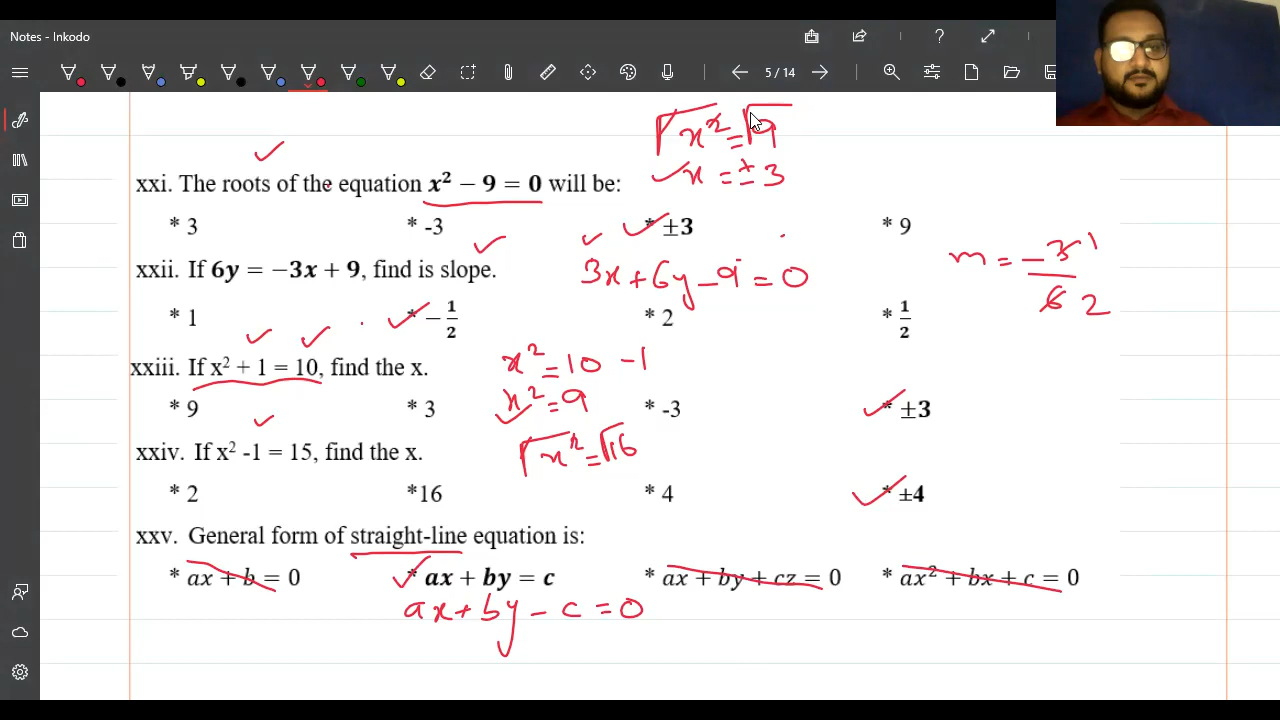 Notes - Inkodo
5/14
√x² = √9
x = ±3
xxi. The roots of the equation x² − 9 = 0 will be:
* 3 * -3 * ±3 * 9
xxii. If 6y = −3x + 9, find is slope.
3x + 6y − 9 = 0
m = −3 1 / 6 2
* 1 * −1/2 * 2 * 1/2
xxiii. If x² + 1 = 10, find the x.
x² = 10 − 1
x² = 9
* 9 * 3 * -3 * ±3
xxiv. If x² -1 = 15, find the x.
√x² = √16
* 2 *16 * 4 * ±4
xxv. General form of straight-line equation is:
* ax + b = 0 * ax + by = c * ax + by + cz = 0 * ax² + bx + c = 0
ax + by − c = 0